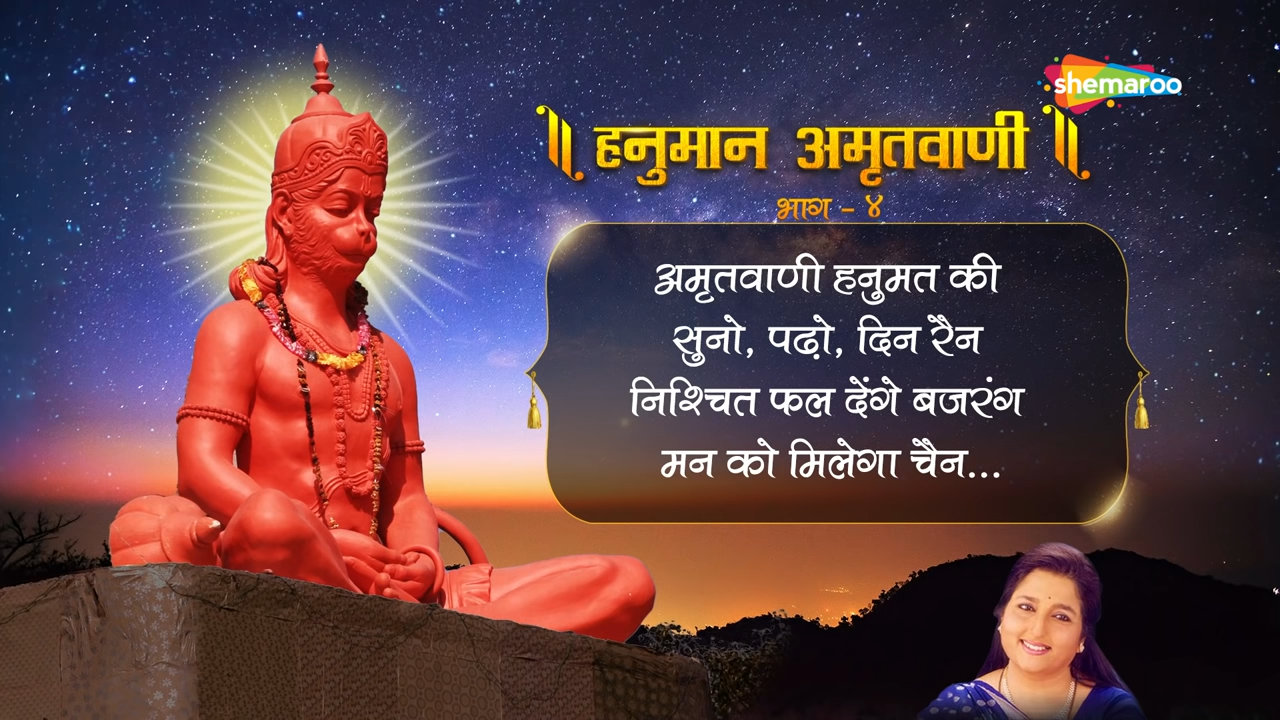 shemaroo
॥ हनुमान अमृतवाणी ॥
भाग - ४
अमृतवाणी हनुमत की
सुनो, पढ़ो, दिन रैन
निश्चित फल देंगे बजरंग
मन को मिलेगा चैन...